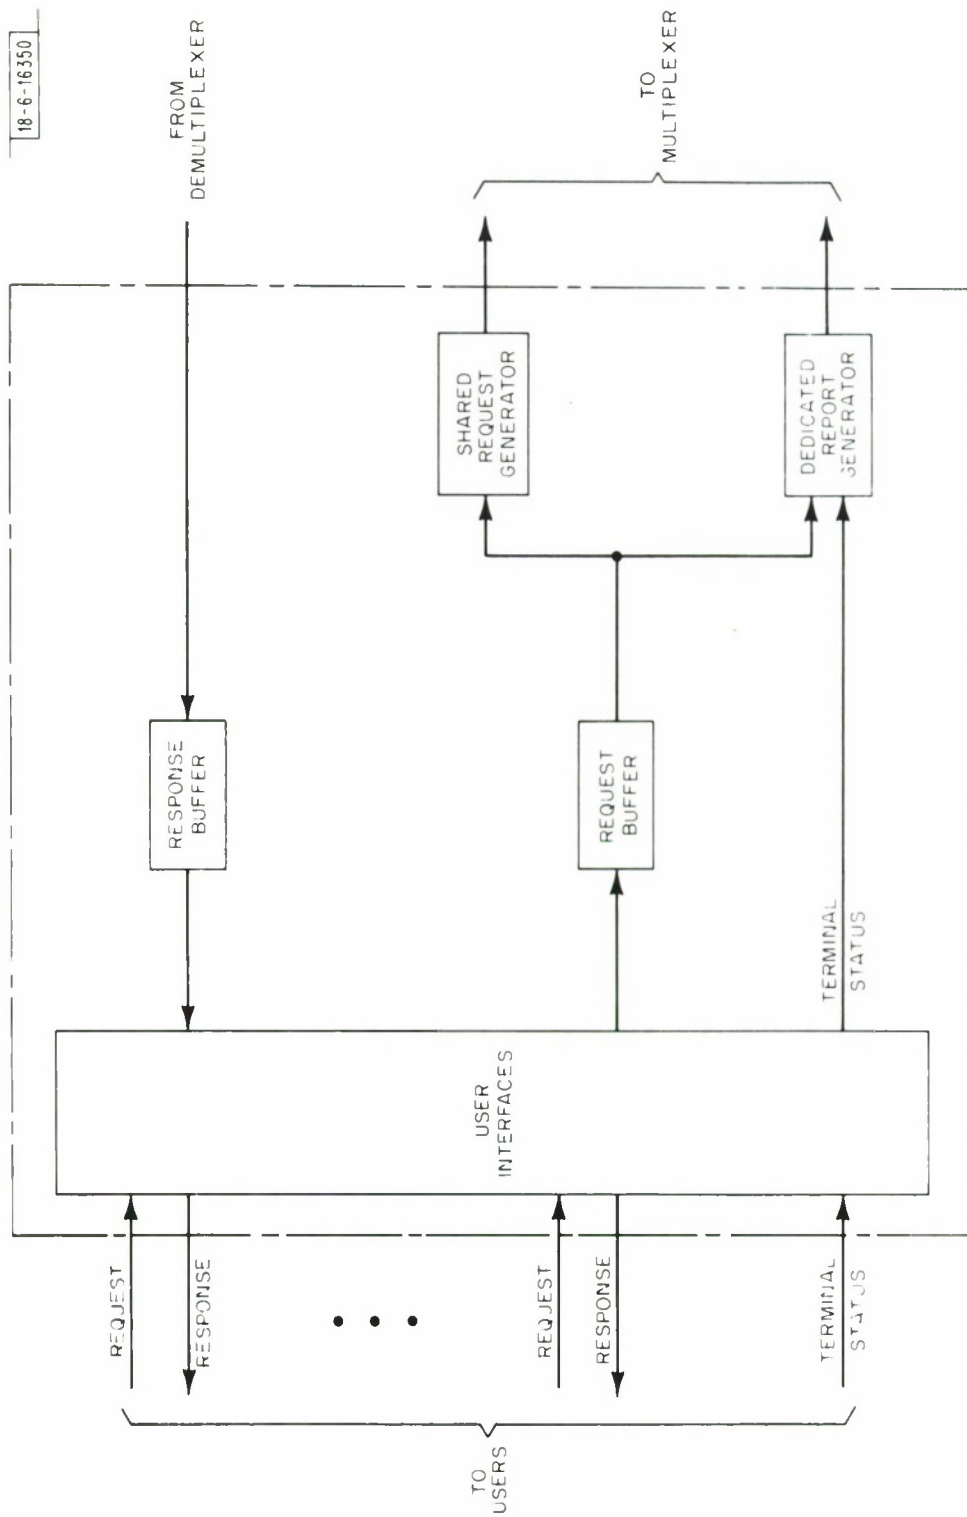 18-6-16350
FROM
DEMULTIPLEXER
TO
MULTIPLEXER
SHARED
REQUEST
GENERATOR
DEDICATED
REPORT
GENERATOR
RESPONSE
BUFFER
REQUEST
BUFFER
TERMINAL
STATUS
USER
INTERFACES
REQUEST
RESPONSE
REQUEST
RESPONSE
TERMINAL
STATUS
TO
USERS